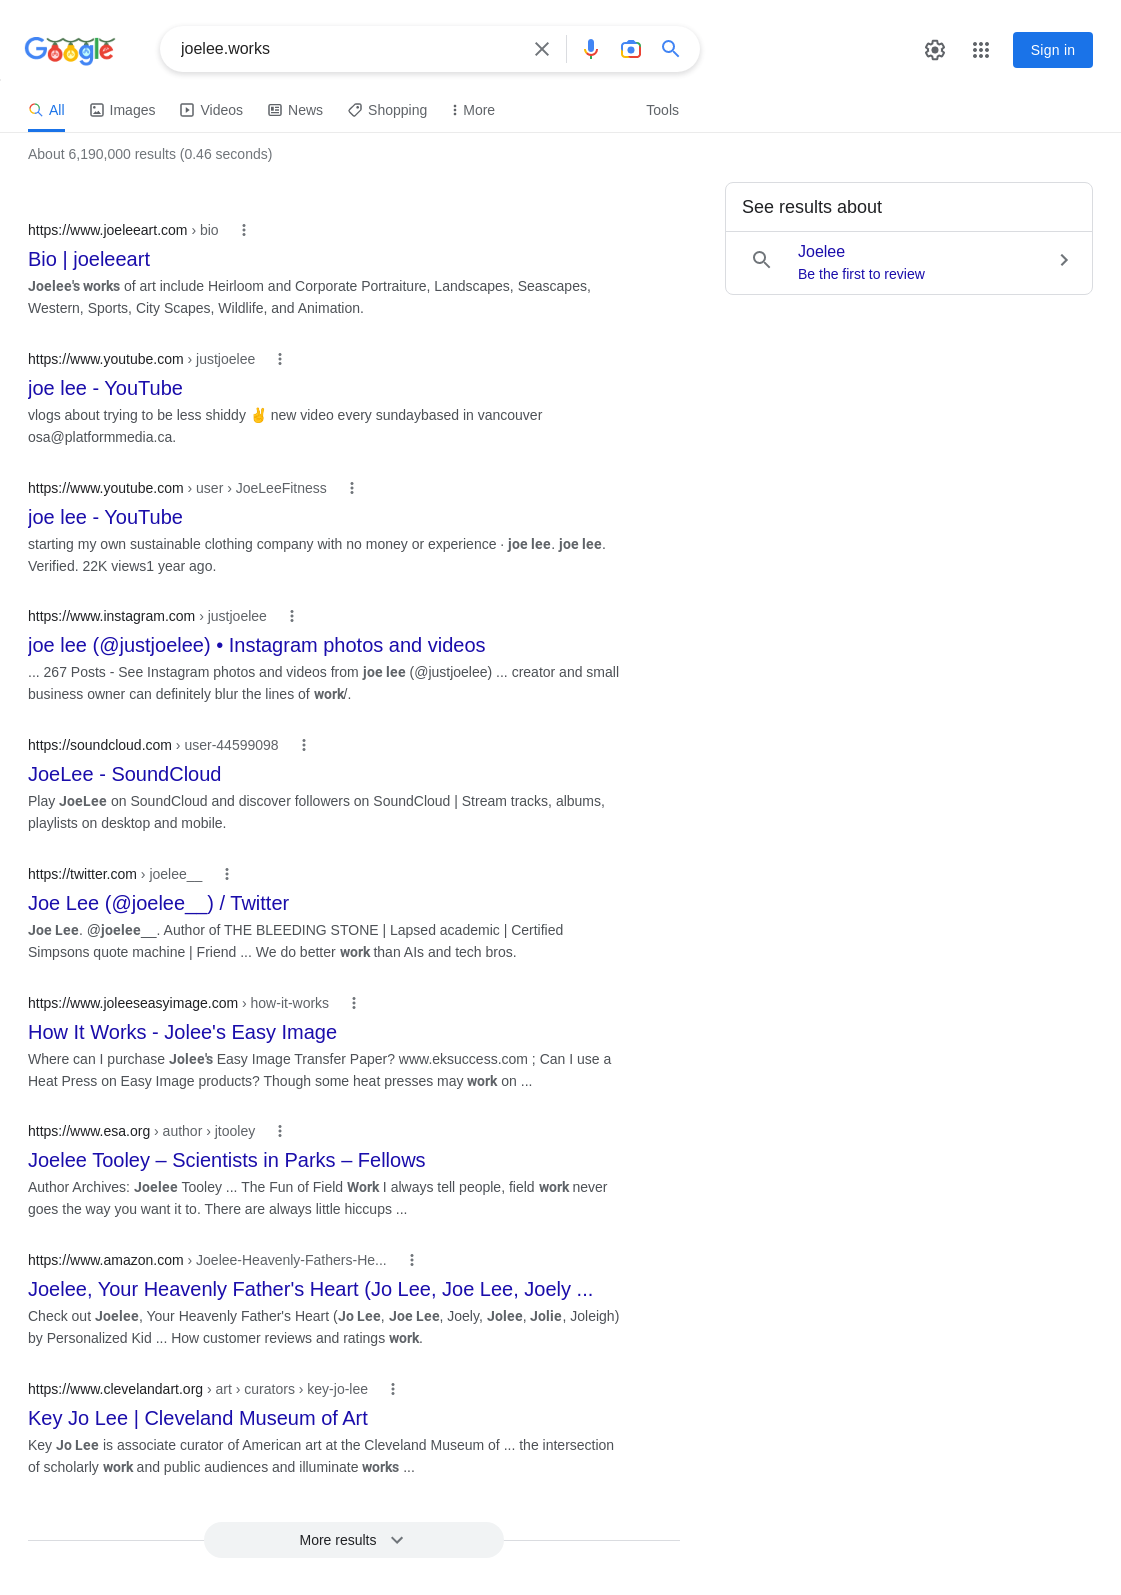 Google
joelee.works
Sign in
All
Images
Videos
News
Shopping
More
Tools
About 6,190,000 results (0.46 seconds)
https://www.joeleeart.com › bio
Bio | joeleeart
Joelee's works of art include Heirloom and Corporate Portraiture, Landscapes, Seascapes,
Western, Sports, City Scapes, Wildlife, and Animation.
https://www.youtube.com › justjoelee
joe lee - YouTube
vlogs about trying to be less shiddy ✌ new video every sundaybased in vancouver
osa@platformmedia.ca.
https://www.youtube.com › user › JoeLeeFitness
joe lee - YouTube
starting my own sustainable clothing company with no money or experience · joe lee. joe lee.
Verified. 22K views1 year ago.
https://www.instagram.com › justjoelee
joe lee (@justjoelee) • Instagram photos and videos
... 267 Posts - See Instagram photos and videos from joe lee (@justjoelee) ... creator and small
business owner can definitely blur the lines of work/.
https://soundcloud.com › user-44599098
JoeLee - SoundCloud
Play JoeLee on SoundCloud and discover followers on SoundCloud | Stream tracks, albums,
playlists on desktop and mobile.
https://twitter.com › joelee__
Joe Lee (@joelee__) / Twitter
Joe Lee. @joelee__. Author of THE BLEEDING STONE | Lapsed academic | Certified
Simpsons quote machine | Friend ... We do better work than AIs and tech bros.
https://www.joleeseasyimage.com › how-it-works
How It Works - Jolee's Easy Image
Where can I purchase Jolee's Easy Image Transfer Paper? www.eksuccess.com ; Can I use a
Heat Press on Easy Image products? Though some heat presses may work on ...
https://www.esa.org › author › jtooley
Joelee Tooley – Scientists in Parks – Fellows
Author Archives: Joelee Tooley ... The Fun of Field Work I always tell people, field work never
goes the way you want it to. There are always little hiccups ...
https://www.amazon.com › Joelee-Heavenly-Fathers-He...
Joelee, Your Heavenly Father's Heart (Jo Lee, Joe Lee, Joely ...
Check out Joelee, Your Heavenly Father's Heart (Jo Lee, Joe Lee, Joely, Jolee, Jolie, Joleigh)
by Personalized Kid ... How customer reviews and ratings work.
https://www.clevelandart.org › art › curators › key-jo-lee
Key Jo Lee | Cleveland Museum of Art
Key Jo Lee is associate curator of American art at the Cleveland Museum of ... the intersection
of scholarly work and public audiences and illuminate works ...
More results
See results about
Joelee
Be the first to review